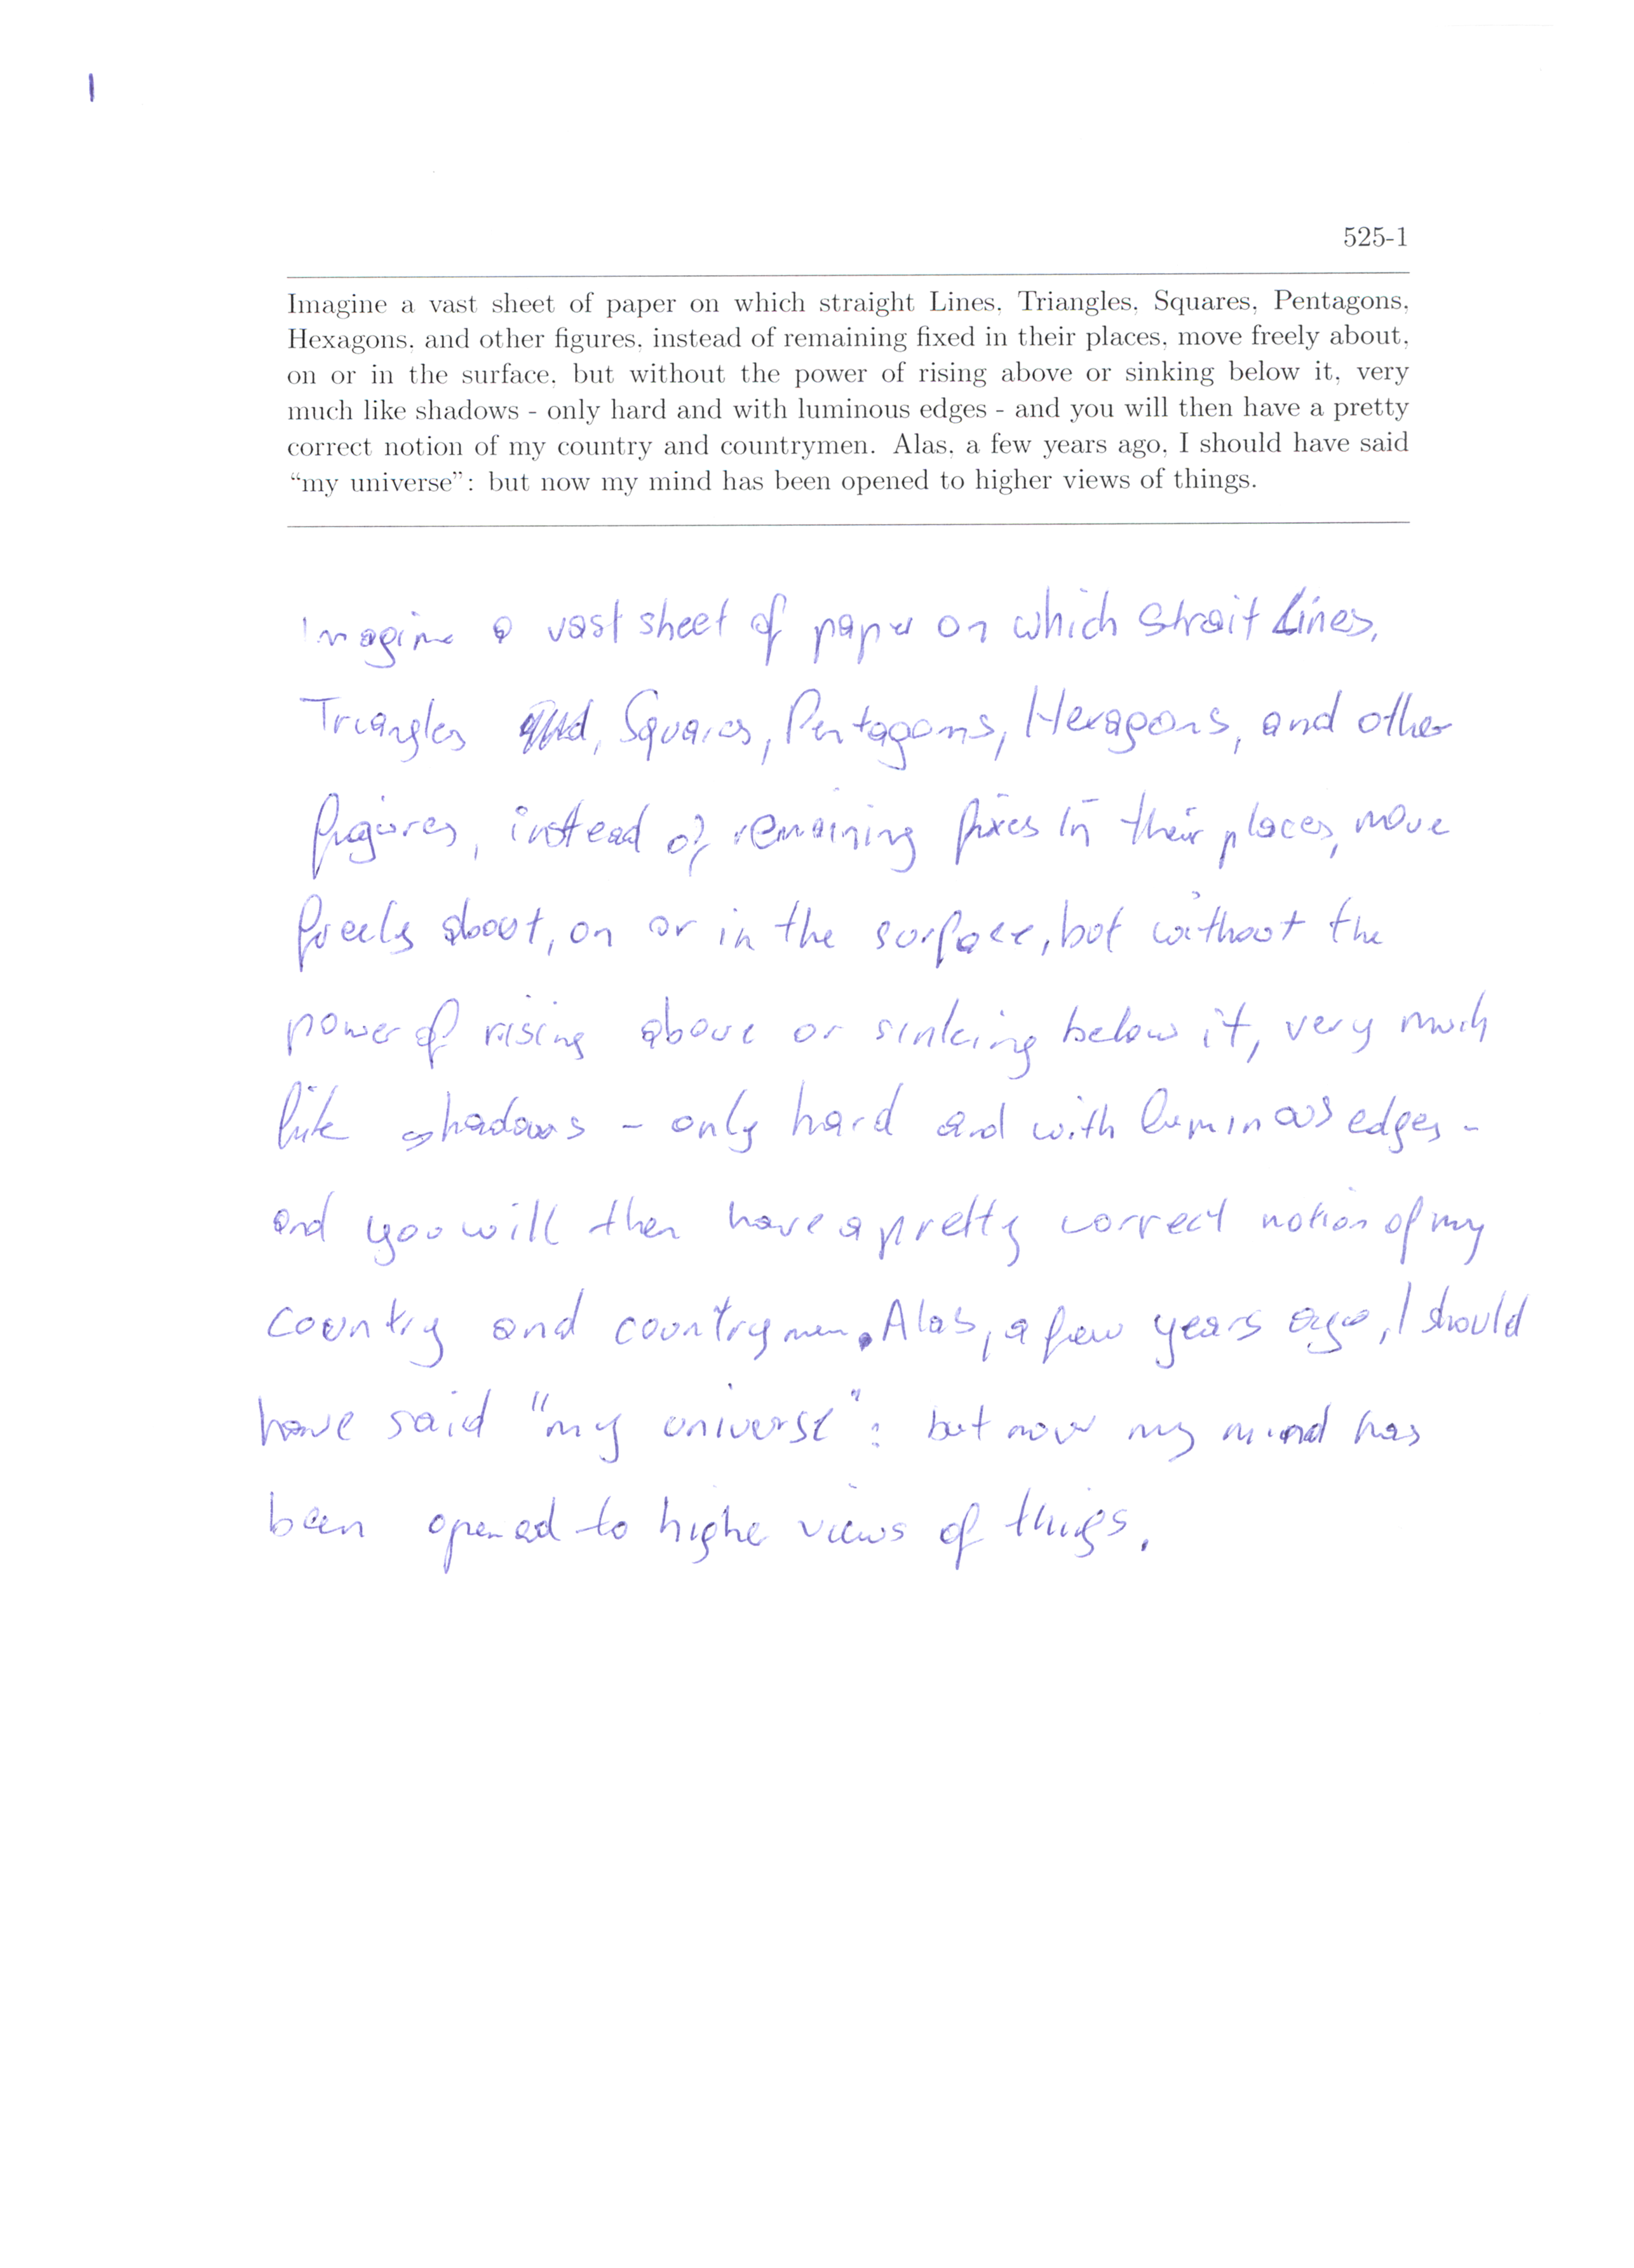 1
525-1
Imagine a vast sheet of paper on which straight Lines, Triangles, Squares, Pentagons,
Hexagons, and other figures, instead of remaining fixed in their places, move freely about,
on or in the surface, but without the power of rising above or sinking below it, very
much like shadows - only hard and with luminous edges - and you will then have a pretty
correct notion of my country and countrymen. Alas, a few years ago, I should have said
“my universe”: but now my mind has been opened to higher views of things.
Imagine a vast sheet of paper on which strait Lines,
Triangles , Squares, Pentagons, Hexagons, and other
figures, instead of remaining fixes in their places, move
freely about, on or in the surface, but without the
power of rising above or sinking below it, very much
like shadows - only hard and with luminous edges -
and you will then have a pretty correct notion of my
country and countrymen. Alas, a few years ago, I should
have said "my universe": but now my mind has
been opened to higher views of things.